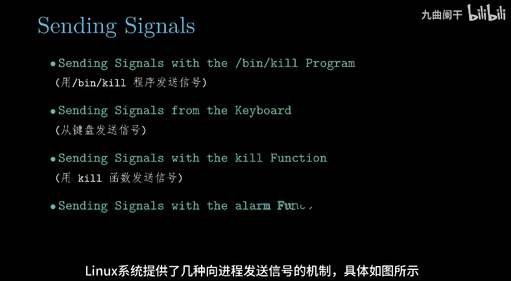 九曲阑干 bilibili
Sending Signals
•Sending Signals with the /bin/kill Program
(用/bin/kill 程序发送信号)
•Sending Signals from the Keyboard
(从键盘发送信号)
•Sending Signals with the kill Function
(用 kill 函数发送信号)
•Sending Signals with the alarm
Linux系统提供了几种向进程发送信号的机制，具体如图所示